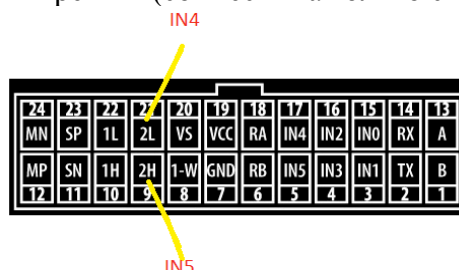 IN4
24 23 22 21 20 19 18 17 16 15 14 13
MN SP 1L 2L VS VCC RA IN4 IN2 IN0 RX A
MP SN 1H 2H 1-W GND RB IN5 IN3 IN1 TX B
12 11 10 9 8 7 6 5 4 3 2 1
IN5